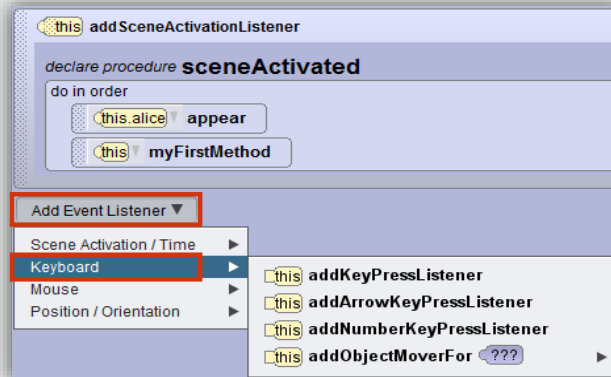 this addSceneActivationListener
declare procedure sceneActivated
do in order
this.alice appear
this myFirstMethod
Add Event Listener
Scene Activation / Time
Keyboard
Mouse
Position / Orientation
this addKeyPressListener
this addArrowKeyPressListener
this addNumberKeyPressListener
this addObjectMoverFor ???